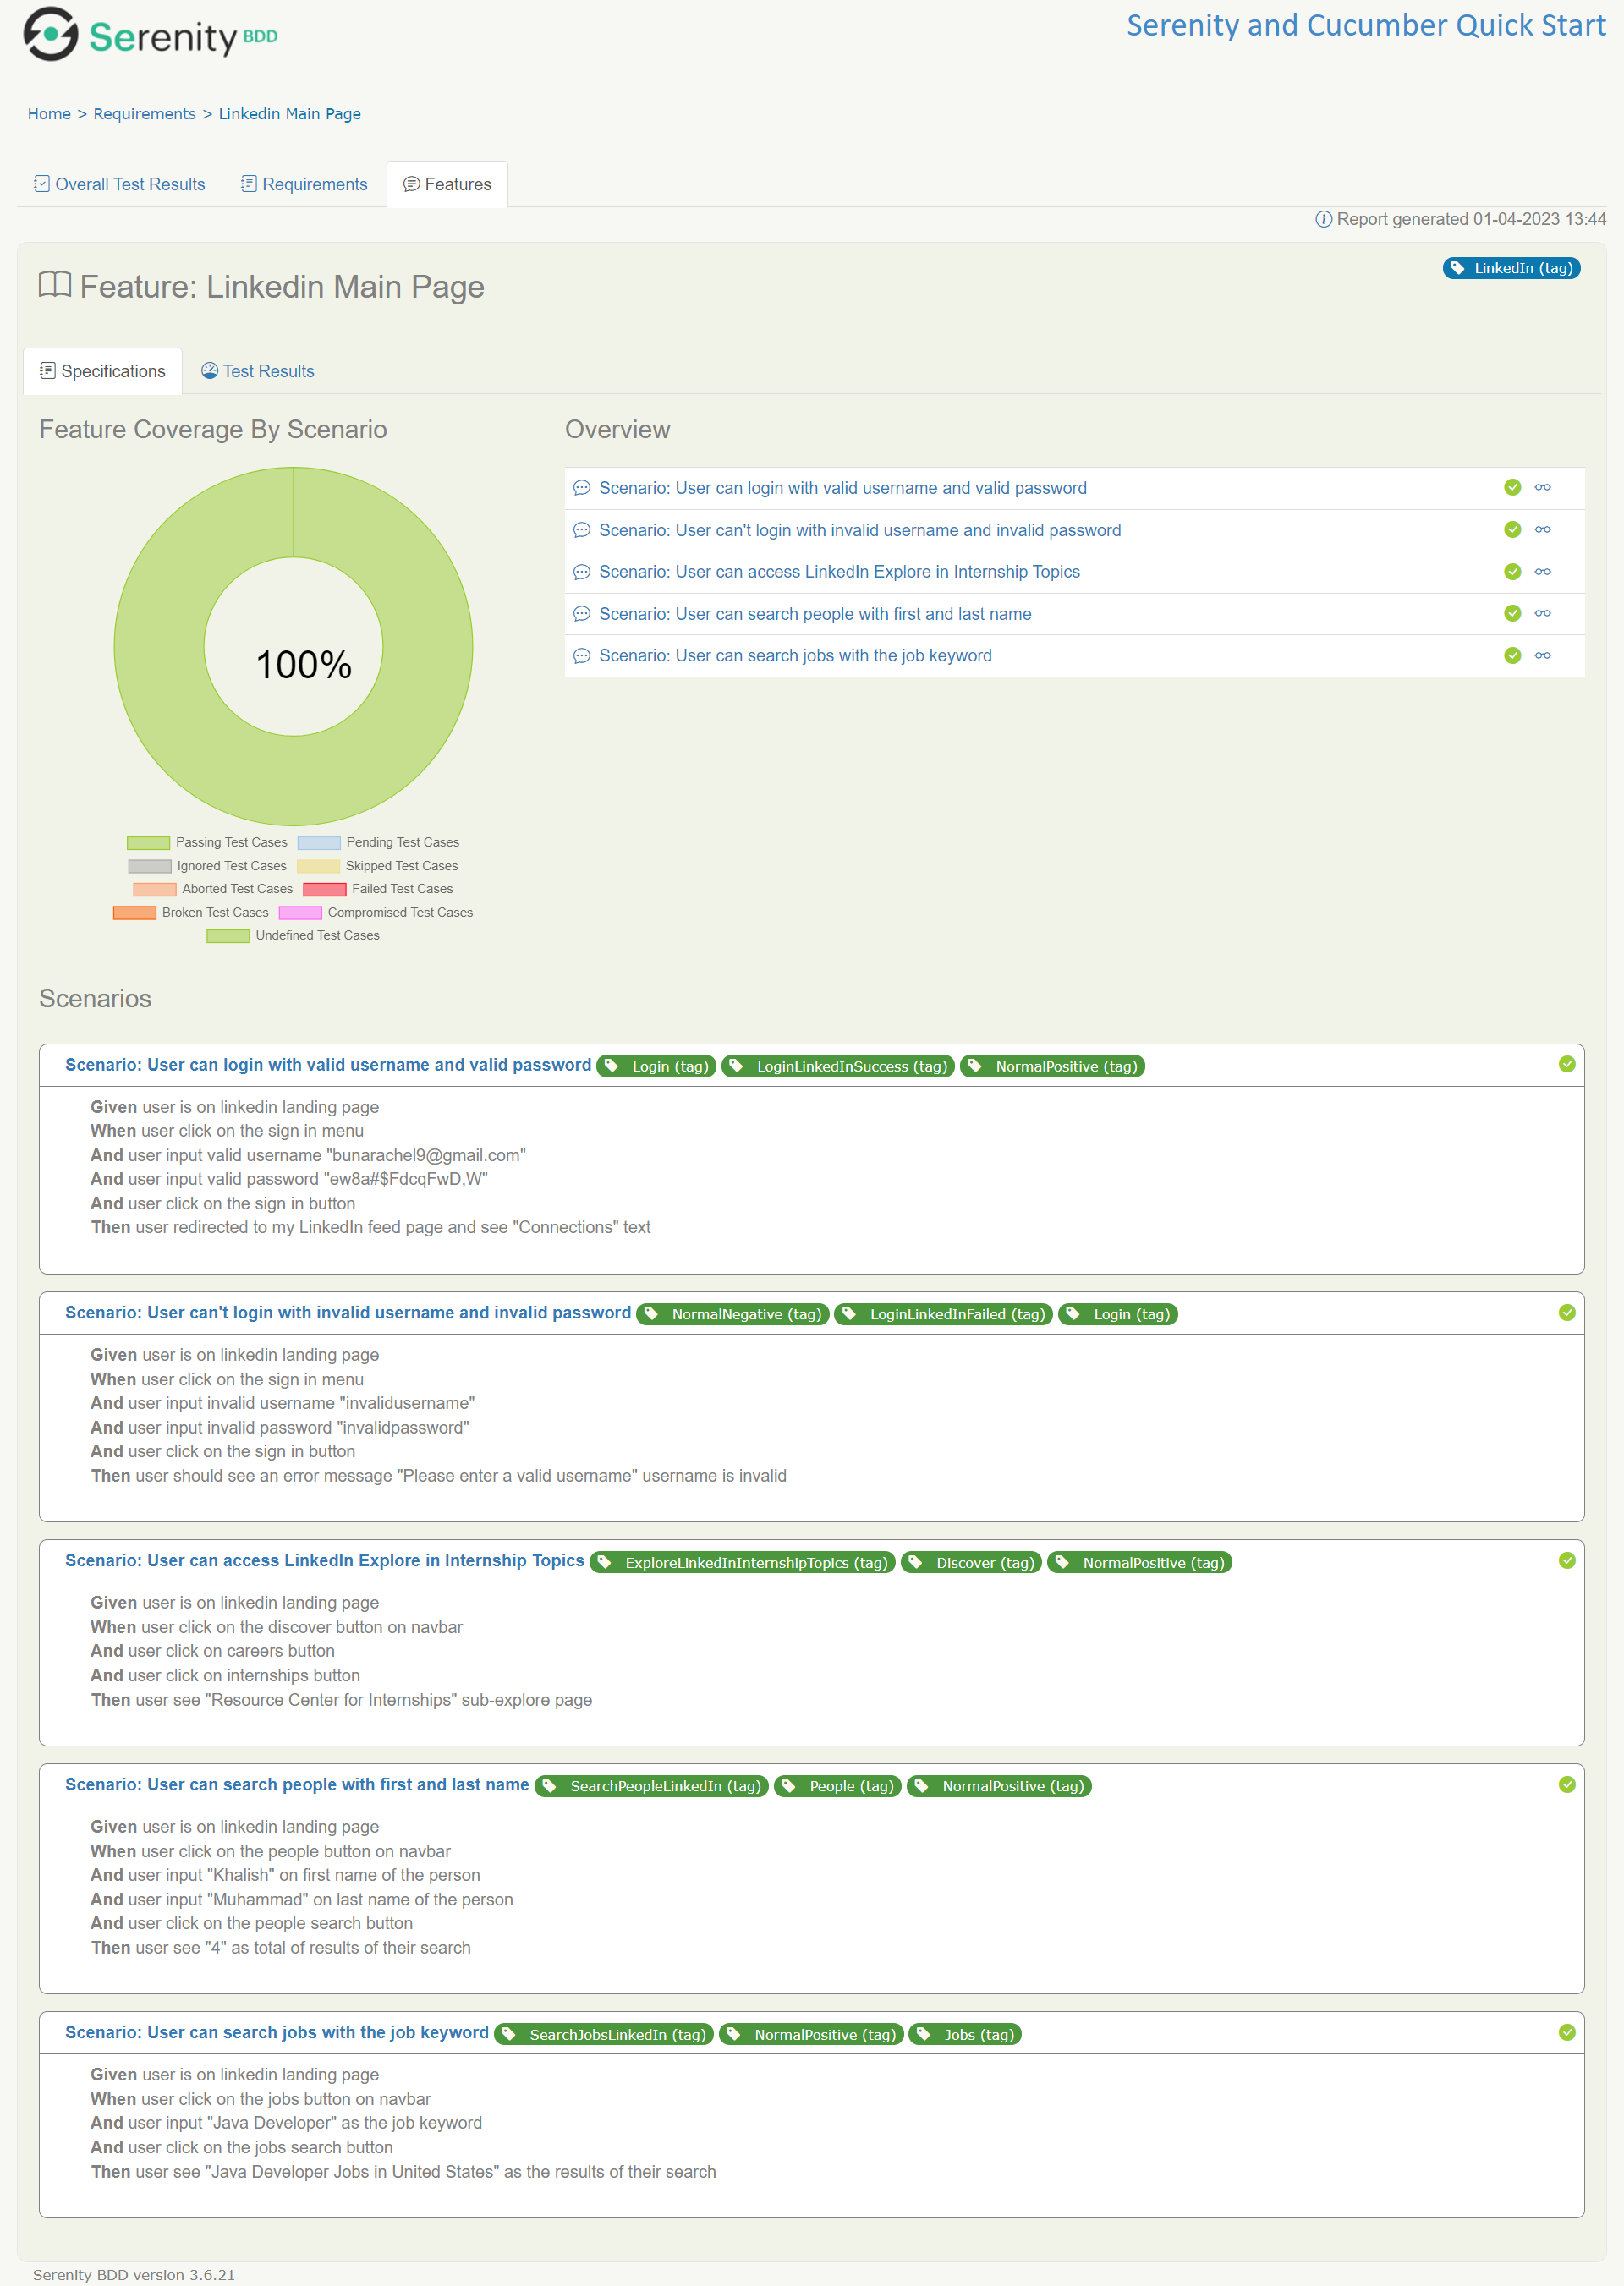 Serenity BDD
Serenity and Cucumber Quick Start
Home > Requirements > Linkedin Main Page
Overall Test Results Requirements Features
Report generated 01-04-2023 13:44
Feature: Linkedin Main Page
LinkedIn (tag)
Specifications Test Results
Feature Coverage By Scenario
100%
Passing Test Cases Pending Test Cases
Ignored Test Cases Skipped Test Cases
Aborted Test Cases Failed Test Cases
Broken Test Cases Compromised Test Cases
Undefined Test Cases
Overview
Scenario: User can login with valid username and valid password
Scenario: User can't login with invalid username and invalid password
Scenario: User can access LinkedIn Explore in Internship Topics
Scenario: User can search people with first and last name
Scenario: User can search jobs with the job keyword
Scenarios
Scenario: User can login with valid username and valid password Login (tag) LoginLinkedInSuccess (tag) NormalPositive (tag)
Given user is on linkedin landing page
When user click on the sign in menu
And user input valid username "bunarachel9@gmail.com"
And user input valid password "ew8a#$FdcqFwD,W"
And user click on the sign in button
Then user redirected to my LinkedIn feed page and see "Connections" text
Scenario: User can't login with invalid username and invalid password NormalNegative (tag) LoginLinkedInFailed (tag) Login (tag)
Given user is on linkedin landing page
When user click on the sign in menu
And user input invalid username "invalidusername"
And user input invalid password "invalidpassword"
And user click on the sign in button
Then user should see an error message "Please enter a valid username" username is invalid
Scenario: User can access LinkedIn Explore in Internship Topics ExploreLinkedInInternshipTopics (tag) Discover (tag) NormalPositive (tag)
Given user is on linkedin landing page
When user click on the discover button on navbar
And user click on careers button
And user click on internships button
Then user see "Resource Center for Internships" sub-explore page
Scenario: User can search people with first and last name SearchPeopleLinkedIn (tag) People (tag) NormalPositive (tag)
Given user is on linkedin landing page
When user click on the people button on navbar
And user input "Khalish" on first name of the person
And user input "Muhammad" on last name of the person
And user click on the people search button
Then user see "4" as total of results of their search
Scenario: User can search jobs with the job keyword SearchJobsLinkedIn (tag) NormalPositive (tag) Jobs (tag)
Given user is on linkedin landing page
When user click on the jobs button on navbar
And user input "Java Developer" as the job keyword
And user click on the jobs search button
Then user see "Java Developer Jobs in United States" as the results of their search
Serenity BDD version 3.6.21